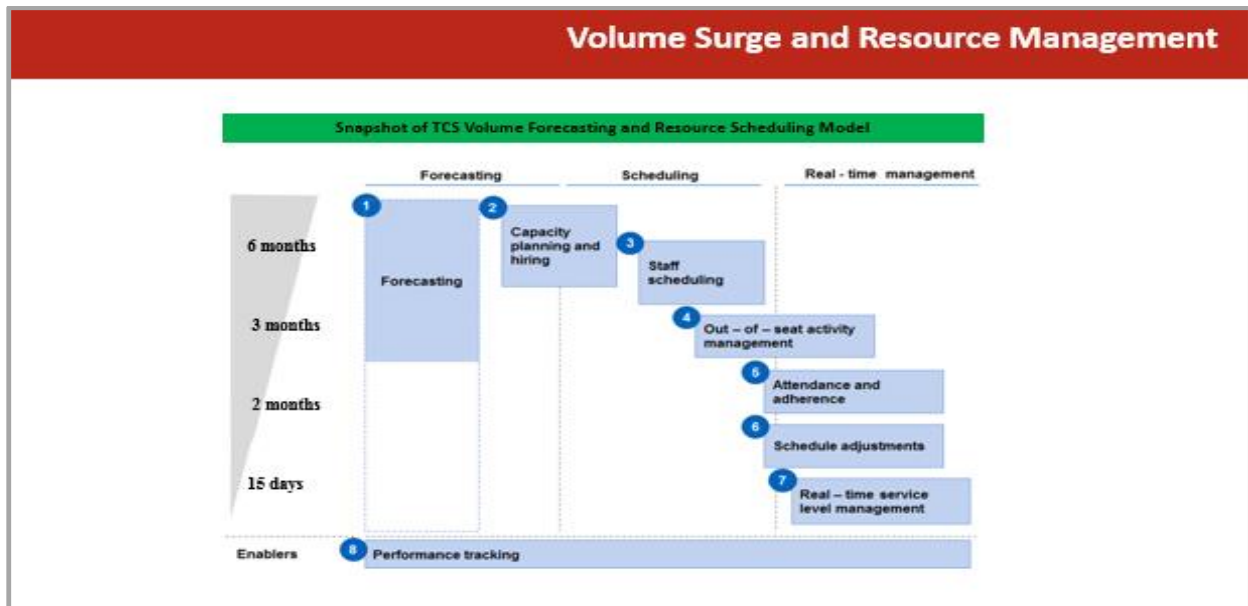 Volume Surge and Resource Management
Snapshot of TCS Volume Forecasting and Resource Scheduling Model
Forecasting
Scheduling
Real - time management
6 months
3 months
2 months
15 days
1
Forecasting
2
Capacity
planning and
hiring
3
Staff
scheduling
4
Out – of – seat activity
management
5
Attendance and
adherence
6
Schedule adjustments
7
Real – time service
level management
Enablers
8
Performance tracking